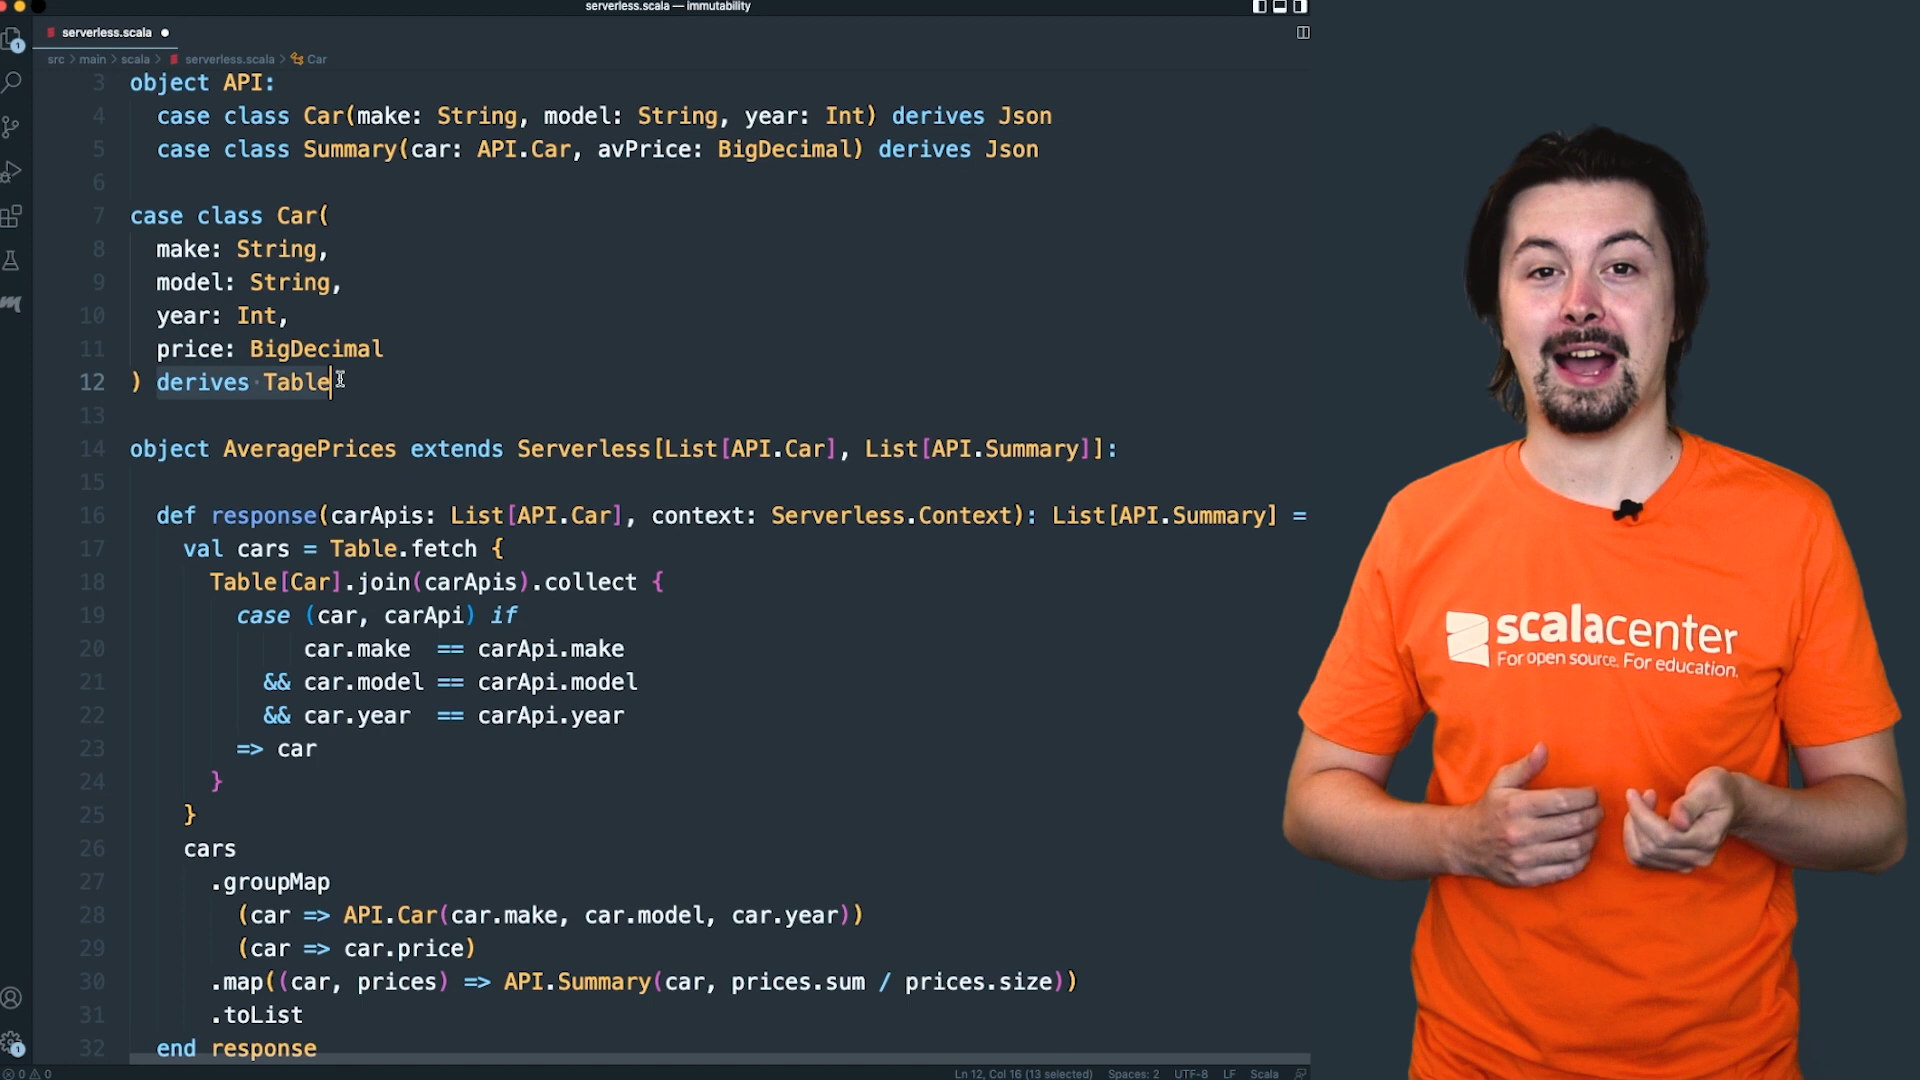 serverless.scala — immutability
serverless.scala
src > main > scala > serverless.scala > Car
3 object API:
4 case class Car(make: String, model: String, year: Int) derives Json
5 case class Summary(car: API.Car, avPrice: BigDecimal) derives Json
6
7 case class Car(
8 make: String,
9 model: String,
10 year: Int,
11 price: BigDecimal
12 ) derives·Table
13
14 object AveragePrices extends Serverless[List[API.Car], List[API.Summary]]:
15
16 def response(carApis: List[API.Car], context: Serverless.Context): List[API.Summary] =
17 val cars = Table.fetch {
18 Table[Car].join(carApis).collect {
19 case (car, carApi) if
20 car.make == carApi.make
21 && car.model == carApi.model
22 && car.year == carApi.year
23 => car
24 }
25 }
26 cars
27 .groupMap
28 (car => API.Car(car.make, car.model, car.year))
29 (car => car.price)
30 .map((car, prices) => API.Summary(car, prices.sum / prices.size))
31 .toList
32 end response
1
1
0 0
Ln 12, Col 16 (13 selected) Spaces: 2 UTF-8 LF Scala
scalacenter
For open source. For education.